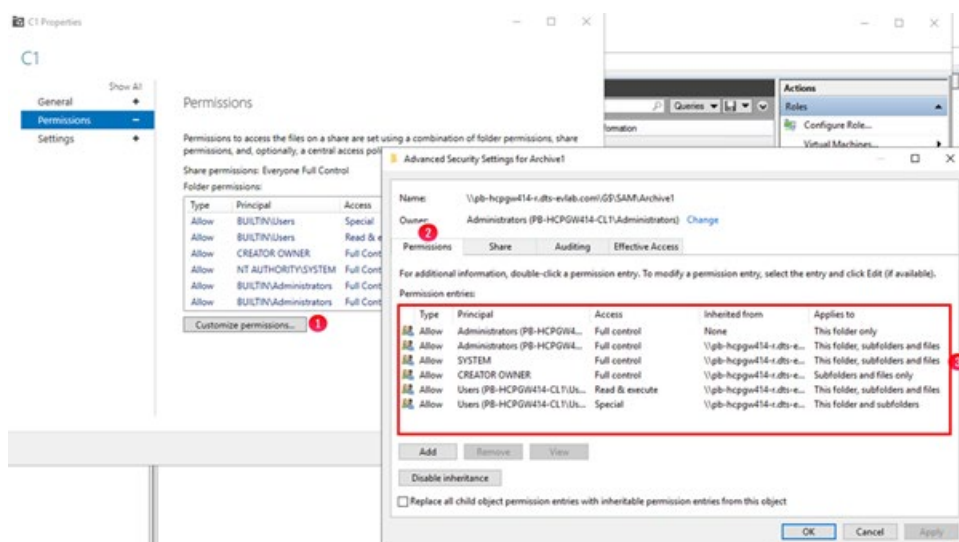 C1 Properties
C1
Show All
General
Permissions
Settings
Permissions
Permissions to access the files on a share are set using a combination of folder permissions, share
permissions, and, optionally, a central access
Share permissions: Everyone Full Control
Folder permissions:
Type Principal Access
Allow BUILTIN\Users Special
Allow BUILTIN\Users Read &
Allow CREATOR OWNER Full
Allow NT AUTHORITY\SYSTEM Full
Allow BUILTIN\Administrators Full
Allow BUILTIN\Administrators Full
Customize permissions... 1
Queries
Actions
Roles
Configure Role...
Virtual Machines...
Advanced Security Settings for Archive1
Name: \\pb-hcpgw414-r.dts-evlab.com\GS\SAM\Archive1
Owner: Administrators (PB-HCPGW414-CL1\Administrators) Change
2
Permissions Share Auditing Effective Access
For additional information, double-click a permission entry. To modify a permission entry, select the entry and click Edit (if available).
Permission entries:
Type Principal Access Inherited from Applies to
Allow Administrators (PB-HCPGW4... Full control None This folder only
Allow Administrators (PB-HCPGW4... Full control \\pb-hcpgw414-r.dts-e... This folder, subfolders and files
Allow SYSTEM Full control \\pb-hcpgw414-r.dts-e... This folder, subfolders and files
Allow CREATOR OWNER Full control \\pb-hcpgw414-r.dts-e... Subfolders and files only
Allow Users (PB-HCPGW414-CL1\Us... Read & execute \\pb-hcpgw414-r.dts-e... This folder, subfolders and files
Allow Users (PB-HCPGW414-CL1\Us... Special \\pb-hcpgw414-r.dts-e... This folder and subfolders
3
Add Remove View
Disable inheritance
Replace all child object permission entries with inheritable permission entries from this object
OK Cancel Apply